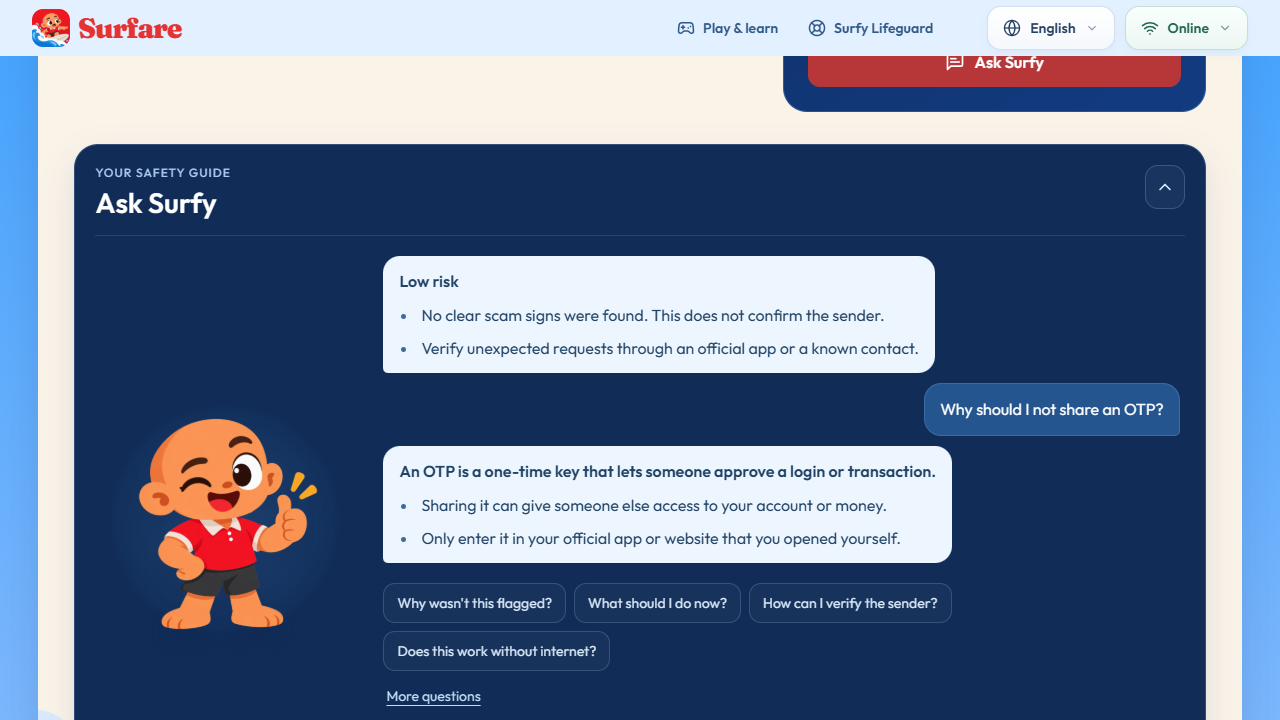 Surfare
Play & learn
Surfy Lifeguard
English
Online
Ask Surfy
YOUR SAFETY GUIDE
Ask Surfy
Low risk
No clear scam signs were found. This does not confirm the sender.
Verify unexpected requests through an official app or a known contact.
Why should I not share an OTP?
An OTP is a one-time key that lets someone approve a login or transaction.
Sharing it can give someone else access to your account or money.
Only enter it in your official app or website that you opened yourself.
Why wasn't this flagged?
What should I do now?
How can I verify the sender?
Does this work without internet?
More questions